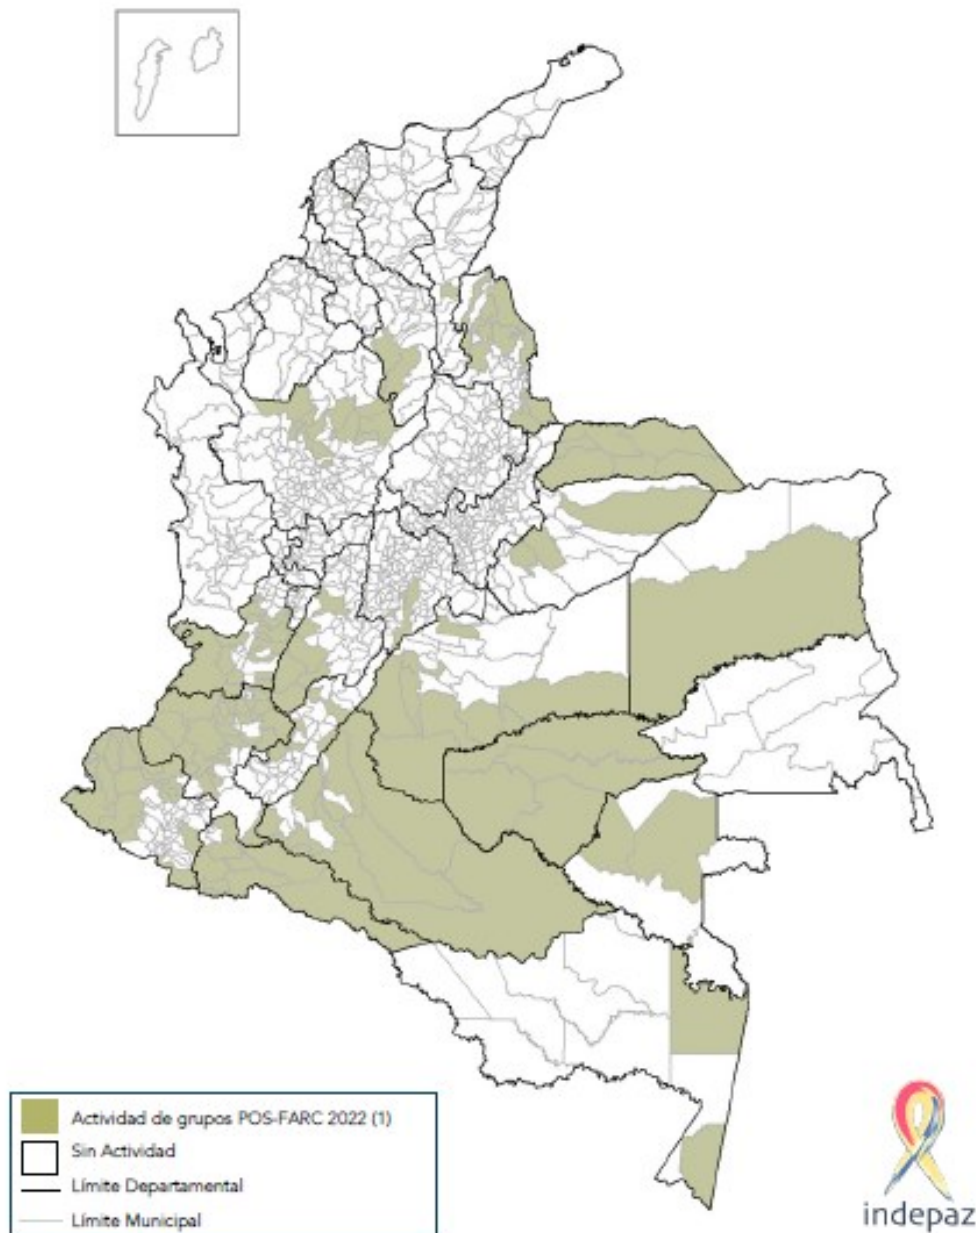 Actividad de grupos POS-FARC 2022 (1)
Sin Actividad
Límite Departamental
Límite Municipal
indepaz